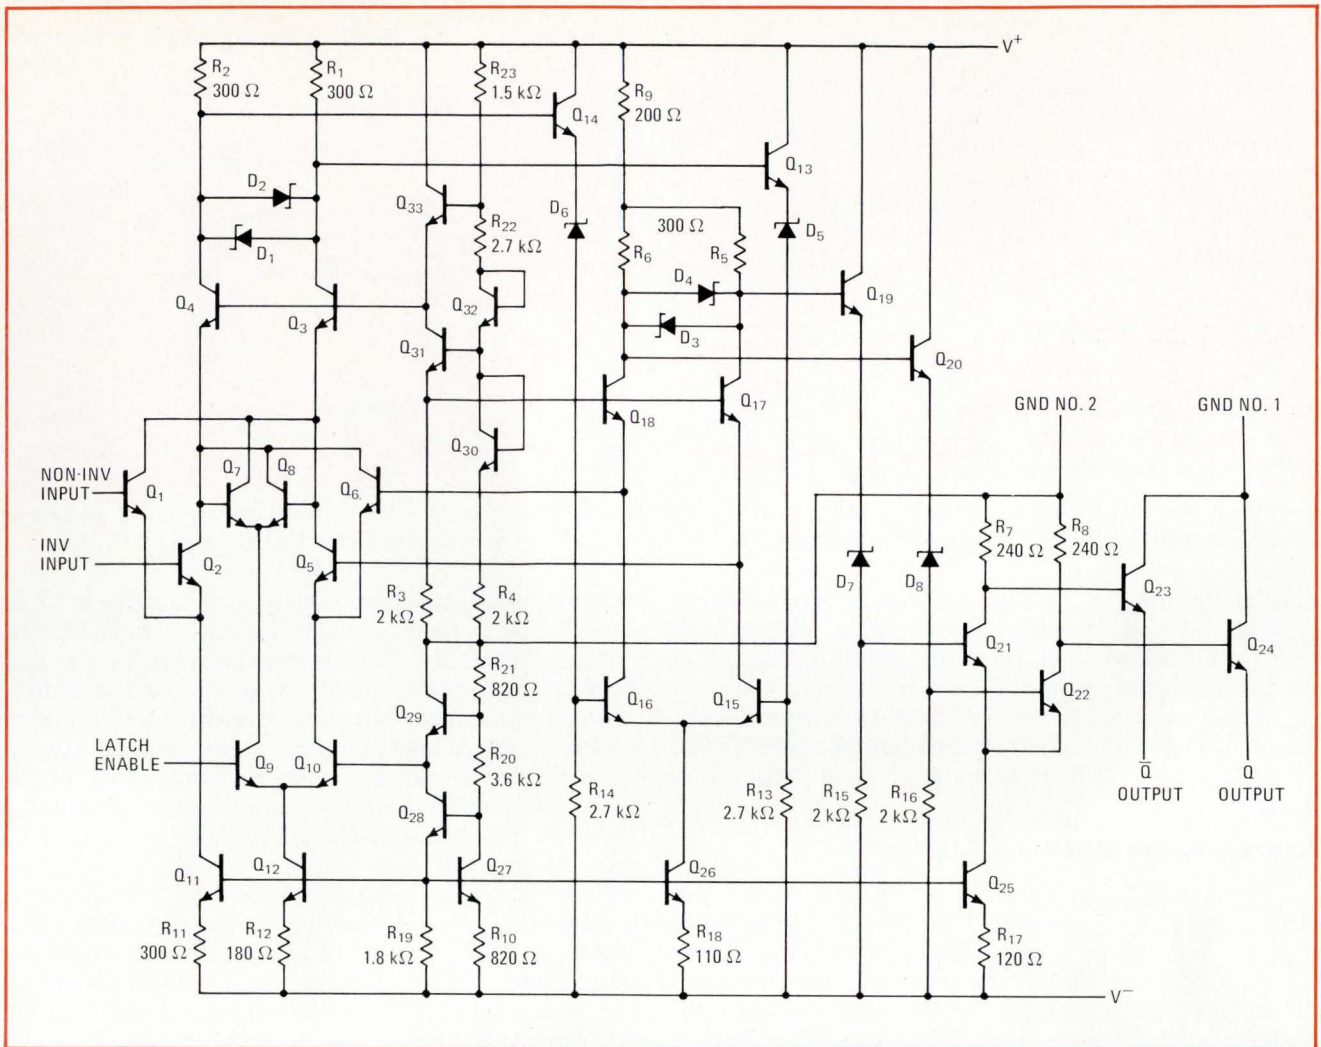 V+
R2
300 Ω
R1
300 Ω
R23
1.5 kΩ
Q14
R9
200 Ω
Q13
D2
D1
Q33
R22
2.7 kΩ
D6
300 Ω
R6
R5
D5
Q4
Q3
Q32
D4
D3
Q19
Q31
Q20
Q18
Q17
GND NO. 2
GND NO. 1
Q30
NON-INV
INPUT
Q1
Q7
Q8
Q6.
INV
INPUT
Q2
Q5
R7
240 Ω
R8
240 Ω
D7
D8
Q23
R3
2 kΩ
R4
2 kΩ
Q21
Q24
R21
820 Ω
Q16
Q15
Q22
Q29
LATCH
ENABLE
Q9
Q10
R20
3.6 kΩ
R14
2.7 kΩ
R13
2.7 kΩ
R15
2 kΩ
R16
2 kΩ
Q̄
OUTPUT
Q
OUTPUT
Q28
Q11
Q12
Q27
Q26
Q25
R11
300 Ω
R12
180 Ω
R19
1.8 kΩ
R10
820 Ω
R18
110 Ω
R17
120 Ω
V−